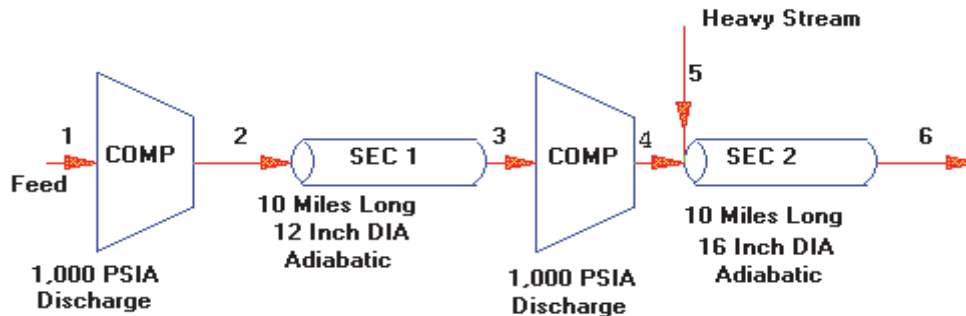 Heavy Stream
1
2
3
4
5
6
COMP
SEC 1
COMP
SEC 2
Feed
10 Miles Long
12 Inch DIA
Adiabatic
10 Miles Long
16 Inch DIA
Adiabatic
1,000 PSIA
Discharge
1,000 PSIA
Discharge